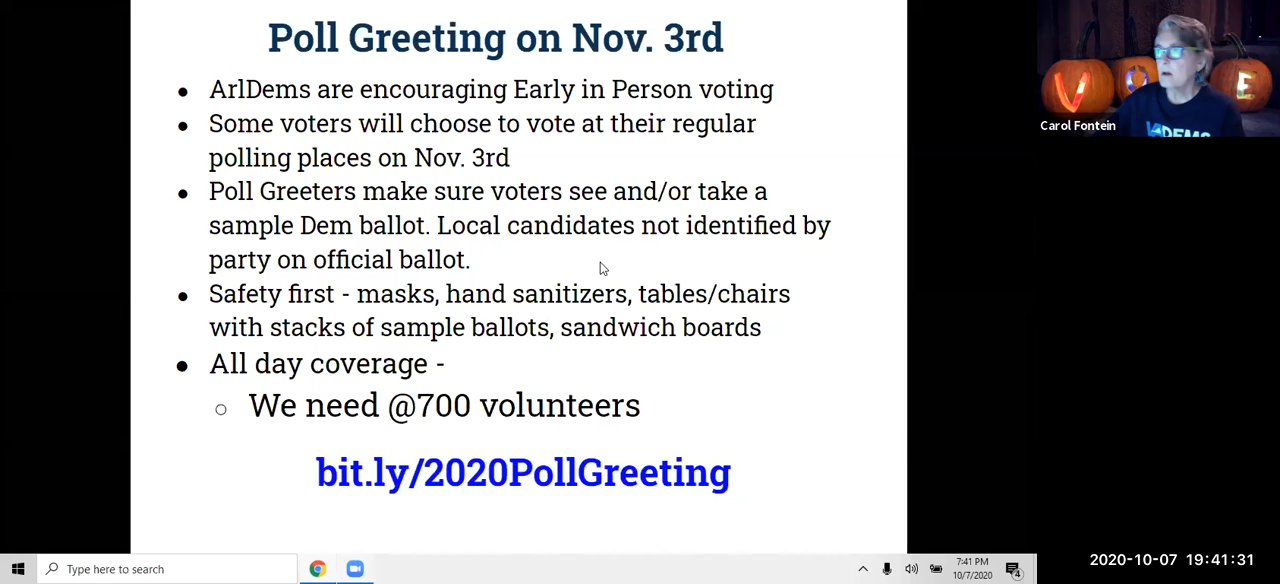 Poll Greeting on Nov. 3rd
● ArlDems are encouraging Early in Person voting
● Some voters will choose to vote at their regular
polling places on Nov. 3rd
● Poll Greeters make sure voters see and/or take a
sample Dem ballot. Local candidates not identified by
party on official ballot.
● Safety first - masks, hand sanitizers, tables/chairs
with stacks of sample ballots, sandwich boards
● All day coverage -
○ We need @700 volunteers
bit.ly/2020PollGreeting
V O E
DEMS
Carol Fontein
Type here to search
7:41 PM
10/7/2020
4
2020-10-07 19:41:31